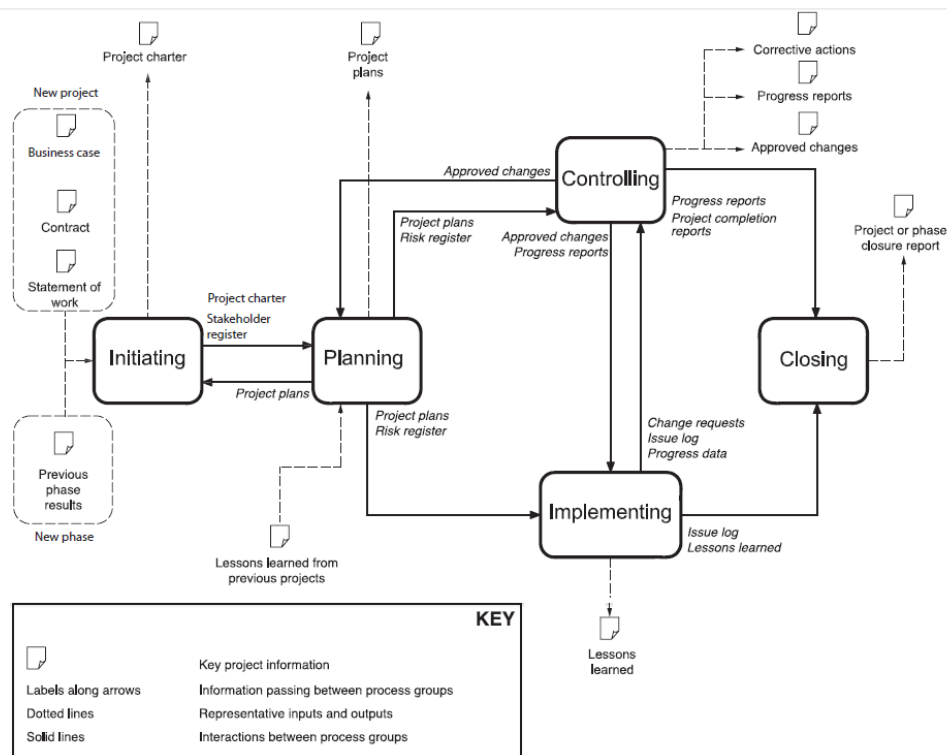 Project charter
Project
plans
Corrective actions
Progress reports
Approved changes
New project
Business case
Contract
Statement of
work
Approved changes
Controlling
Project plans
Risk register
Approved changes
Progress reports
Progress reports
Project completion
reports
Project or phase
closure report
Project charter
Stakeholder
register
Initiating
Planning
Closing
Project plans
Project plans
Risk register
Change requests
Issue log
Progress data
Previous
phase
results
New phase
Implementing
Issue log
Lessons learned
Lessons learned from
previous projects
Lessons
learned
KEY
Key project information
Labels along arrows Information passing between process groups
Dotted lines Representative inputs and outputs
Solid lines Interactions between process groups